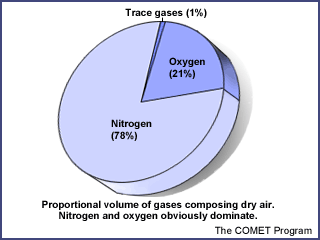 Trace gases (1%)
Oxygen
(21%)
Nitrogen
(78%)
Proportional volume of gases composing dry air.
Nitrogen and oxygen obviously dominate.
The COMET Program